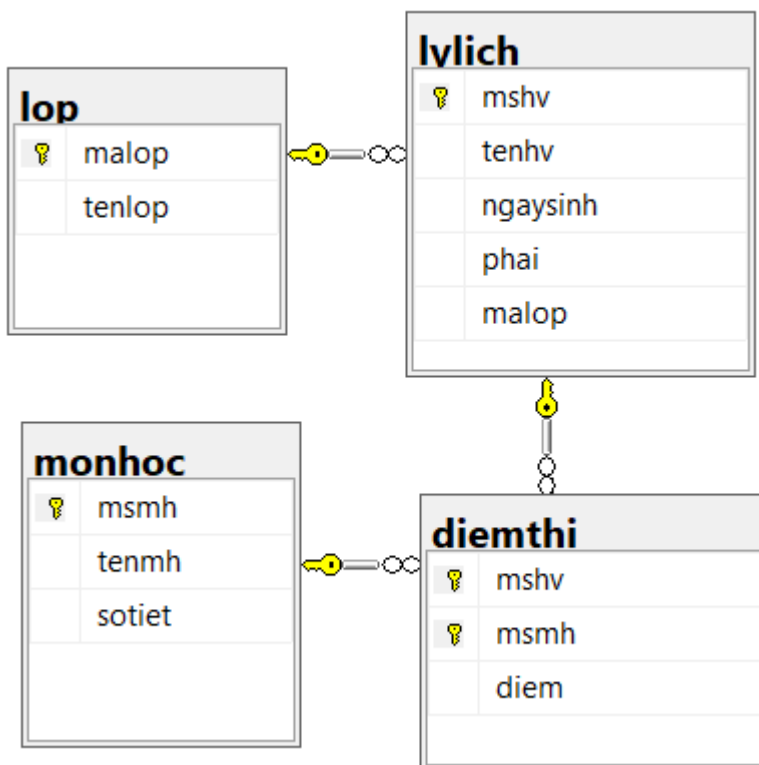 lop
malop
tenlop
lylich
mshv
tenhv
ngaysinh
phai
malop
monhoc
msmh
tenmh
sotiet
diemthi
mshv
msmh
diem